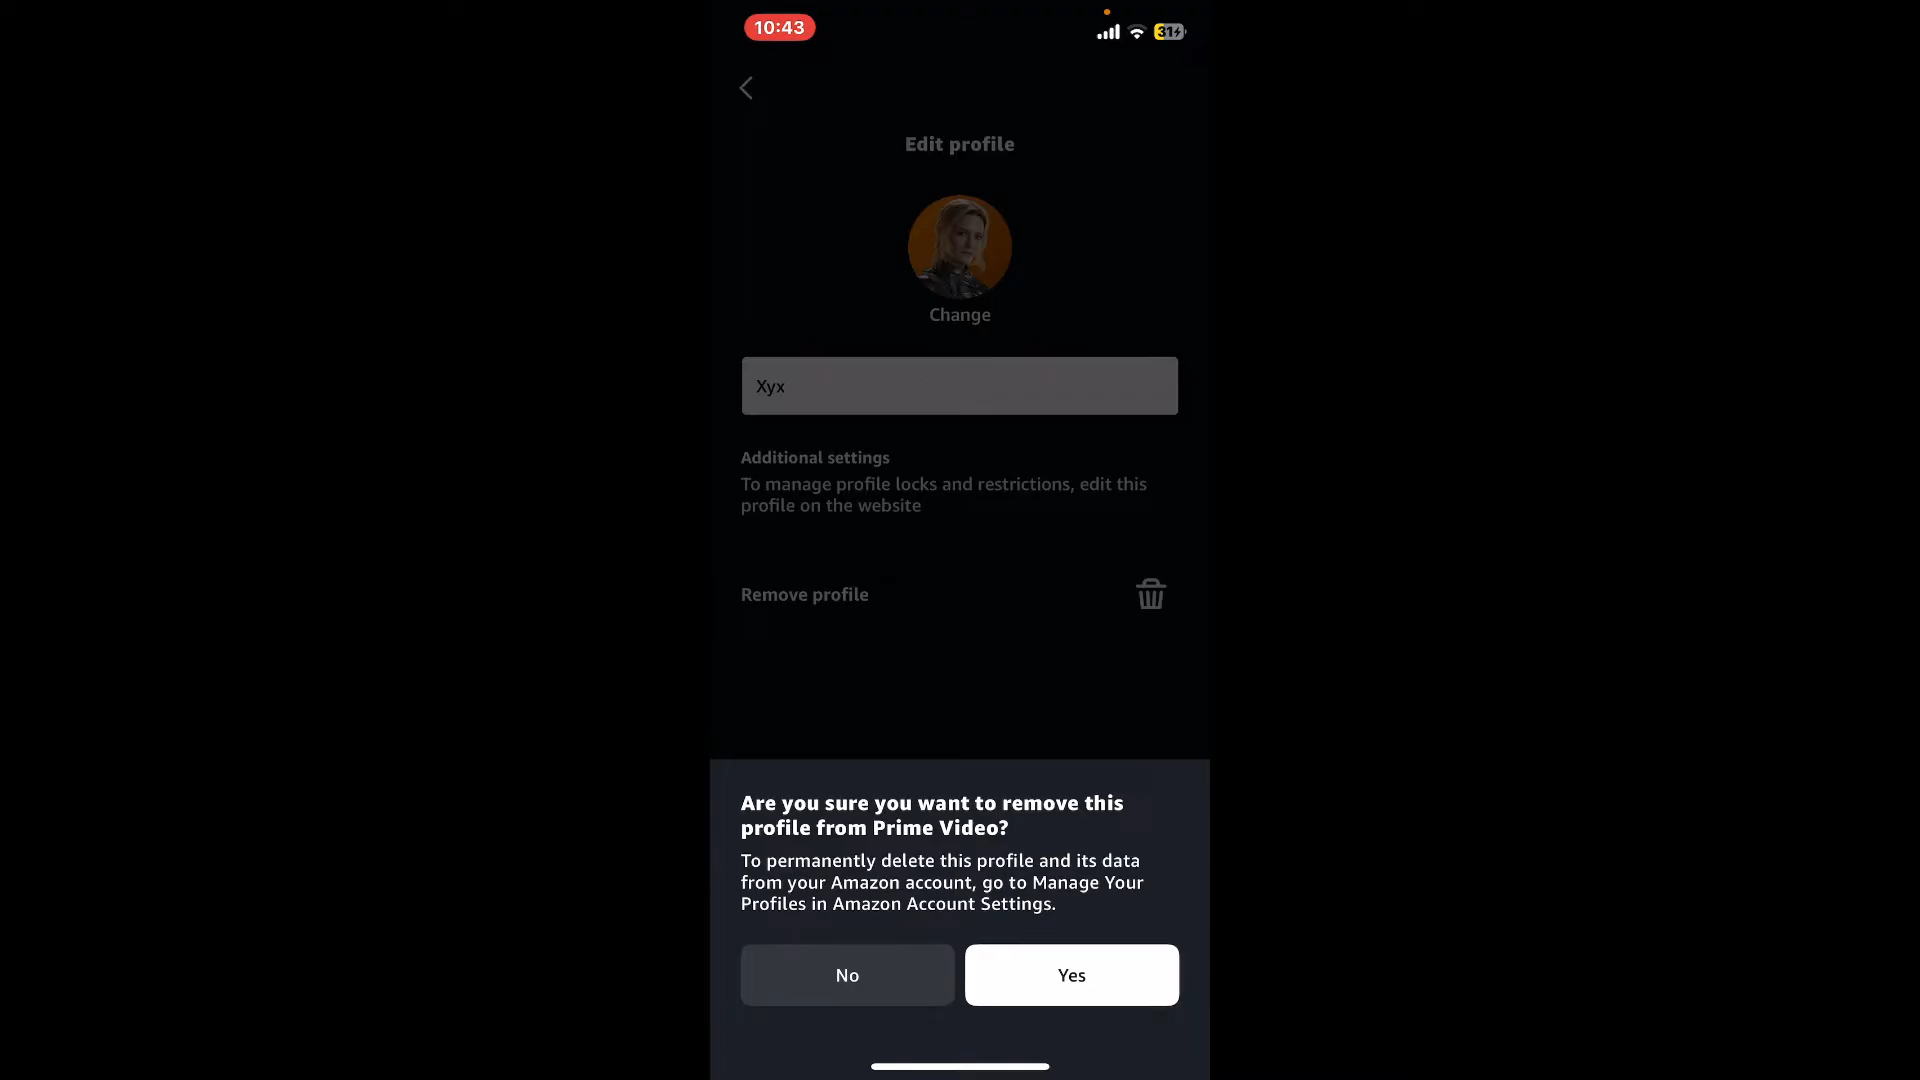 10:43
31
Edit profile
Change
Xyx
Additional settings
To manage profile locks and restrictions, edit this
profile on the website
Remove profile
Are you sure you want to remove this
profile from Prime Video?
To permanently delete this profile and its data
from your Amazon account, go to Manage Your
Profiles in Amazon Account Settings.
No
Yes